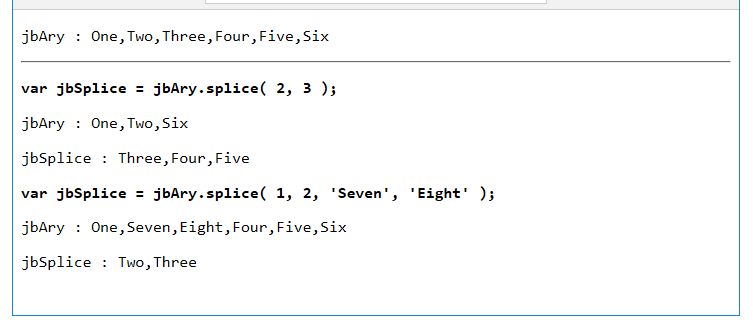 jbAry : One,Two,Three,Four,Five,Six
var jbSplice = jbAry.splice( 2, 3 );
jbAry : One,Two,Six
jbSplice : Three,Four,Five
var jbSplice = jbAry.splice( 1, 2, 'Seven', 'Eight' );
jbAry : One,Seven,Eight,Four,Five,Six
jbSplice : Two,Three